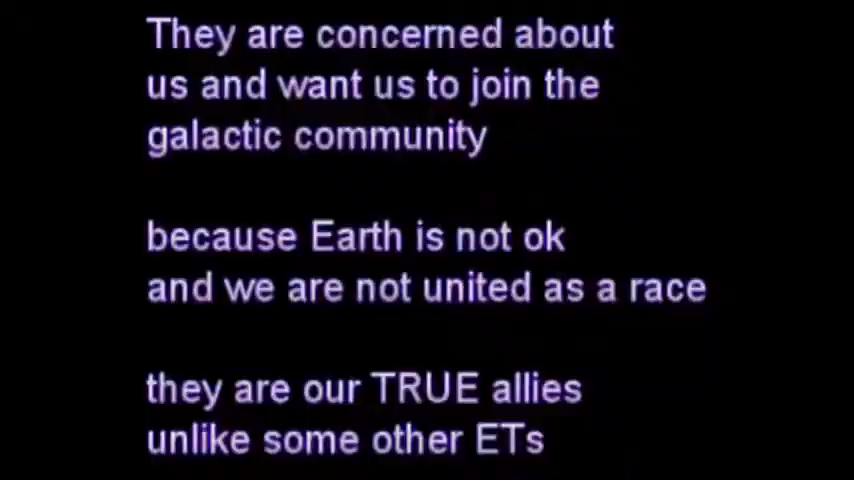 They are concerned about
us and want us to join the
galactic community
because Earth is not ok
and we are not united as a race
they are our TRUE allies
unlike some other ETs